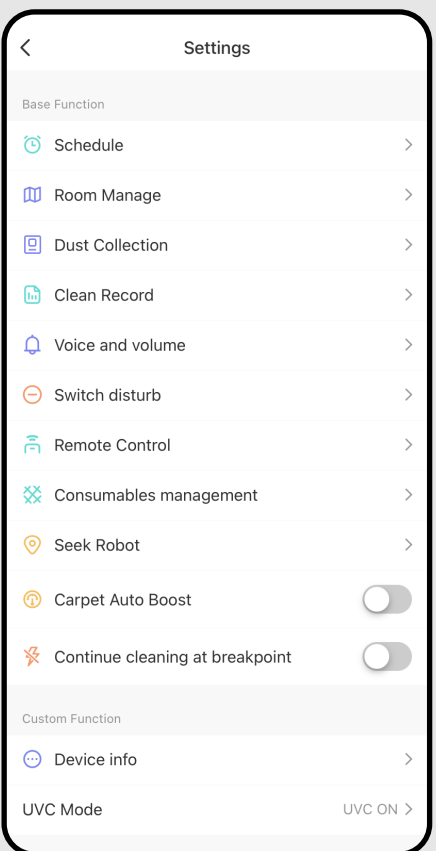 Settings
Base Function
Schedule
Room Manage
Dust Collection
Clean Record
Voice and volume
Switch disturb
Remote Control
Consumables management
Seek Robot
Carpet Auto Boost
Continue cleaning at breakpoint
Custom Function
Device info
UVC Mode UVC ON